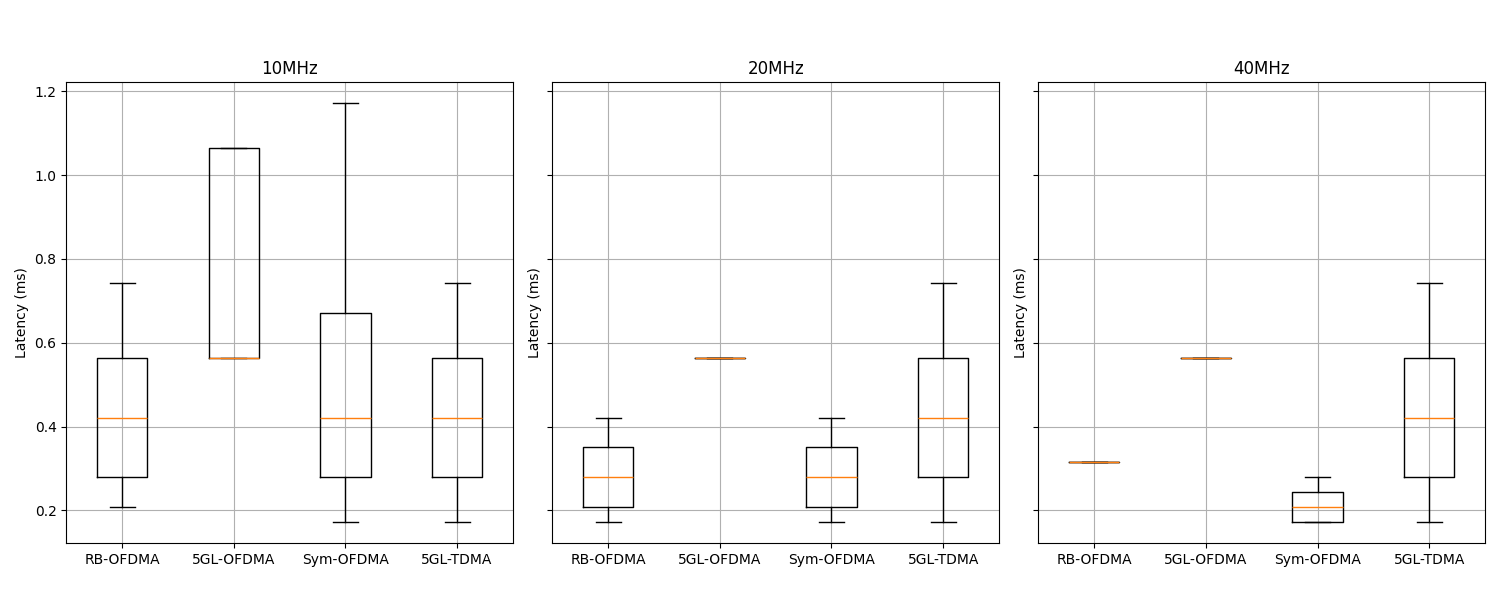 10MHz
20MHz
40MHz
Latency (ms)
1.2
1.0
0.8
0.6
0.4
0.2
RB-OFDMA 5GL-OFDMA Sym-OFDMA 5GL-TDMA
Latency (ms)
RB-OFDMA 5GL-OFDMA Sym-OFDMA 5GL-TDMA
Latency (ms)
RB-OFDMA 5GL-OFDMA Sym-OFDMA 5GL-TDMA